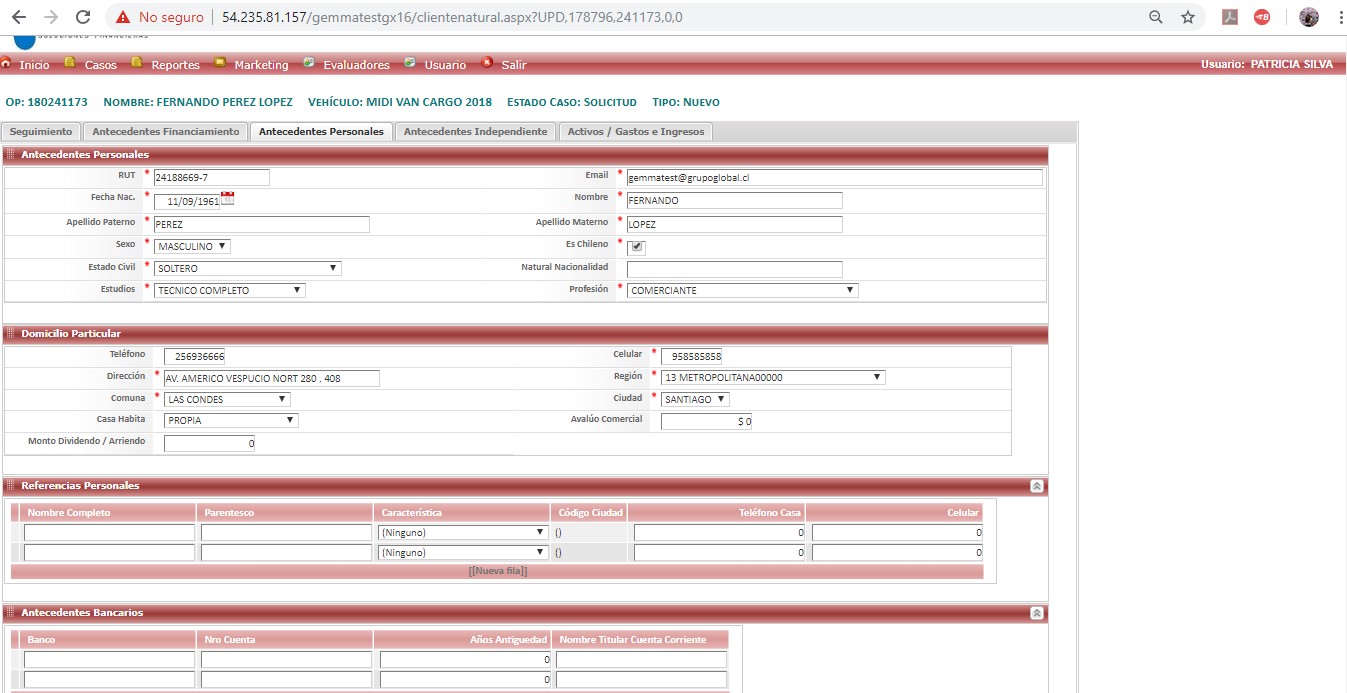 No seguro | 54.235.81.157/gemmatestgx16/clientenatural.aspx?UPD,178796,241173,0,0
SOLUCIONES FINANCIERAS
Inicio Casos Reportes Marketing Evaluadores Usuario Salir Usuario: PATRICIA SILVA
OP: 180241173 NOMBRE: FERNANDO PEREZ LOPEZ VEHÍCULO: MIDI VAN CARGO 2018 ESTADO CASO: SOLICITUD TIPO: NUEVO
Seguimiento Antecedentes Financiamiento Antecedentes Personales Antecedentes Independiente Activos / Gastos e Ingresos
Antecedentes Personales
RUT * 24188669-7 Email * gemmatest@grupoglobal.cl
Fecha Nac. * 11/09/1961 Nombre * FERNANDO
Apellido Paterno * PEREZ Apellido Materno * LOPEZ
Sexo * MASCULINO Es Chileno *
Estado Civil * SOLTERO Natural Nacionalidad
Estudios * TECNICO COMPLETO Profesión * COMERCIANTE
Domicilio Particular
Teléfono 256936666 Celular * 958585858
Dirección * AV. AMERICO VESPUCIO NORT 280 . 408 Región * 13 METROPOLITANA00000
Comuna * LAS CONDES Ciudad * SANTIAGO
Casa Habita PROPIA Avalúo Comercial $ 0
Monto Dividendo / Arriendo 0
Referencias Personales
Nombre Completo Parentesco Característica Código Ciudad Teléfono Casa Celular
(Ninguno) () 0 0
(Ninguno) () 0 0
[[Nueva fila]]
Antecedentes Bancarios
Banco Nro Cuenta Años Antiguedad Nombre Titular Cuenta Corriente
0
0